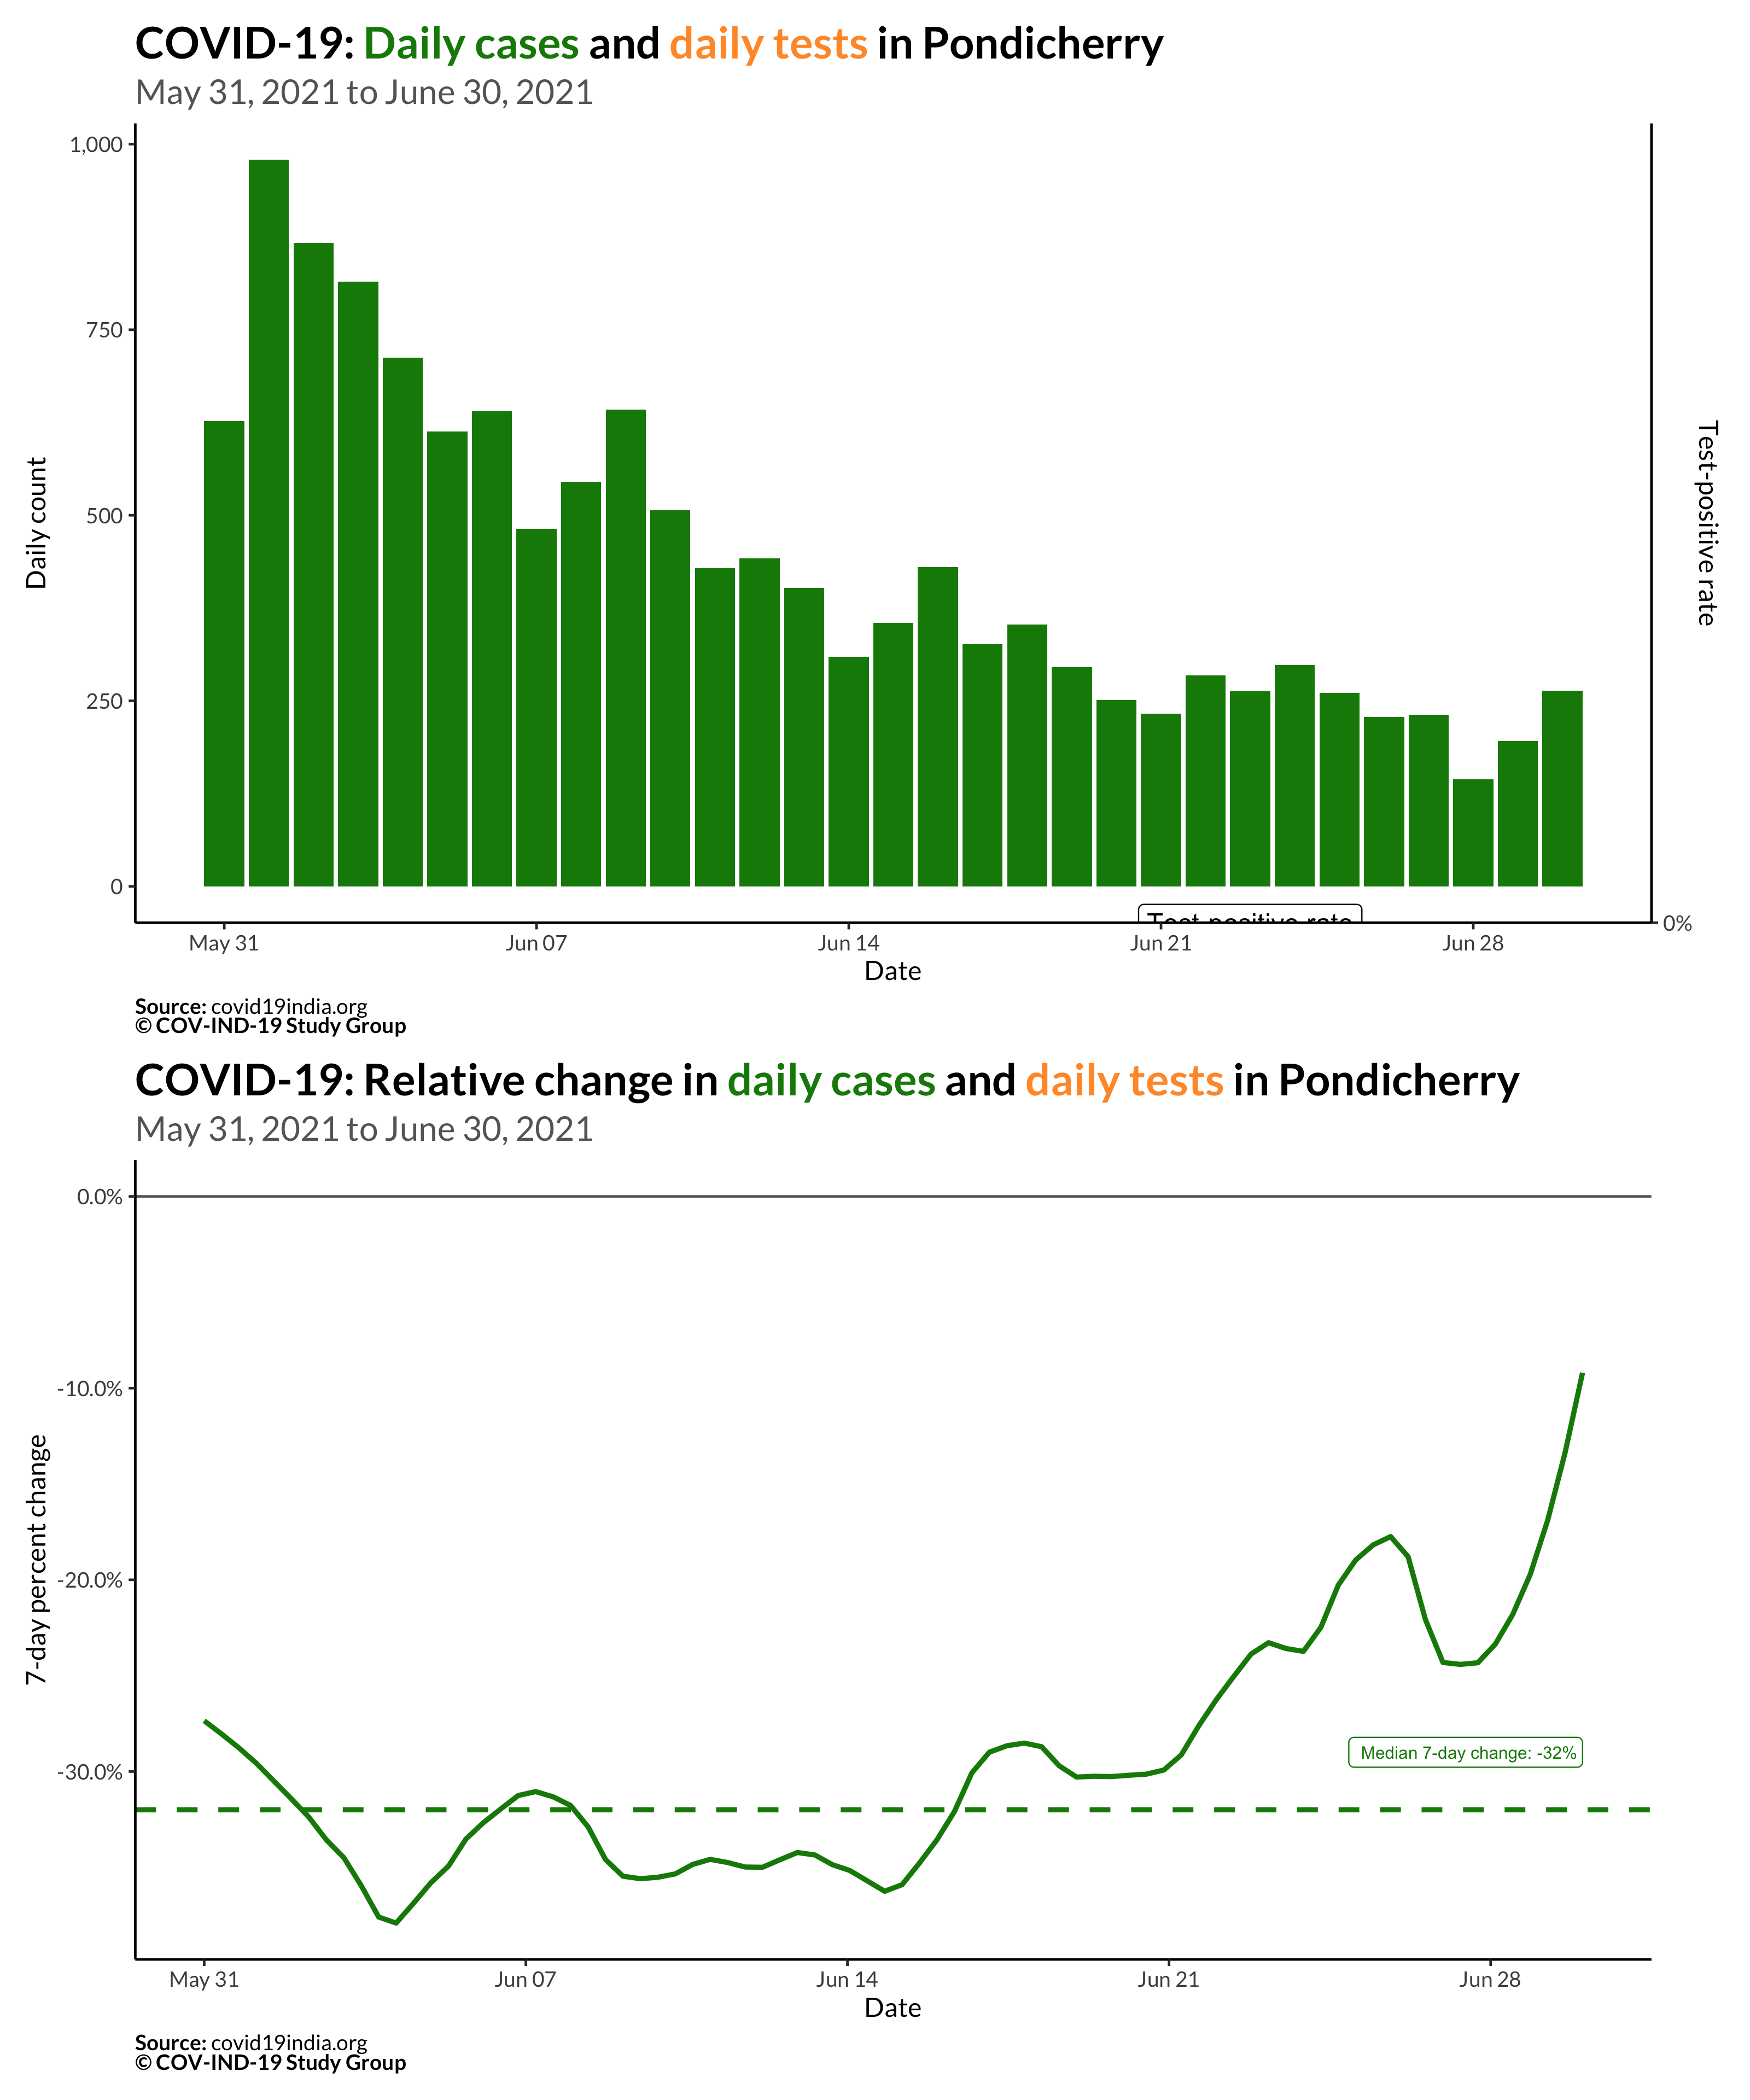 COVID-19: Daily cases and daily tests in Pondicherry
May 31, 2021 to June 30, 2021
1,000
750
500
250
0
Daily count
Test-positive rate
Test-positive rate
0%
May 31
Jun 07
Jun 14
Jun 21
Jun 28
Date
Source: covid19india.org
© COV-IND-19 Study Group
COVID-19: Relative change in daily cases and daily tests in Pondicherry
May 31, 2021 to June 30, 2021
0.0%
-10.0%
-20.0%
-30.0%
7-day percent change
Median 7-day change: -32%
May 31
Jun 07
Jun 14
Jun 21
Jun 28
Date
Source: covid19india.org
© COV-IND-19 Study Group